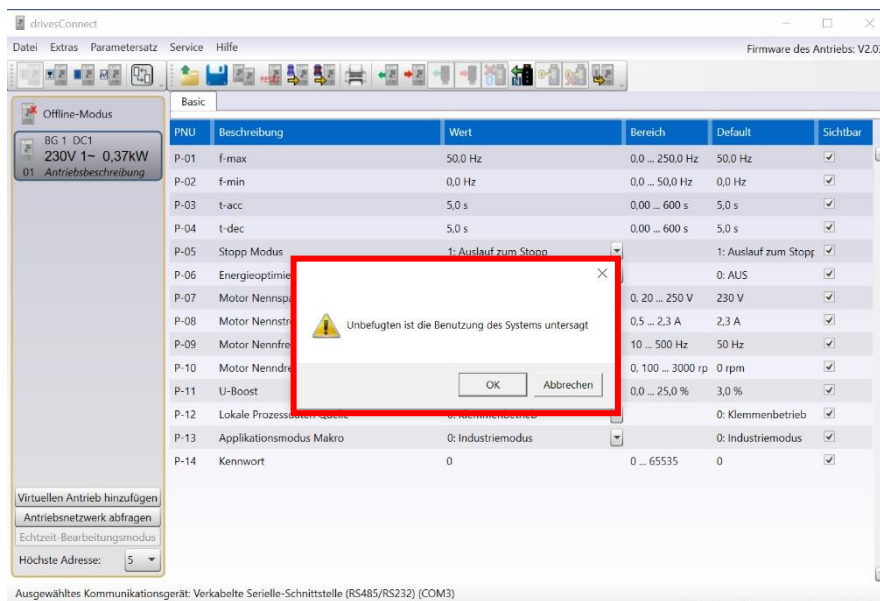 drivesConnect
Datei Extras Parametersatz Service Hilfe Firmware des Antriebs: V2.0
Offline-Modus
BG 1 DC1
230V 1~ 0,37kW
01 Antriebsbeschreibung
Virtuellen Antrieb hinzufügen
Antriebsnetzwerk abfragen
Echtzeit-Bearbeitungsmodus
Höchste Adresse: 5
Basic
PNU Beschreibung Wert Bereich Default Sichtbar
P-01 f-max 50,0 Hz 0,0 ... 250,0 Hz 50,0 Hz
P-02 f-min 0,0 Hz 0,0 ... 50,0 Hz 0,0 Hz
P-03 t-acc 5,0 s 0,00 ... 600 s 5,0 s
P-04 t-dec 5,0 s 0,00 ... 600 s 5,0 s
P-05 Stopp Modus 1: Auslauf zum Stopp 1: Auslauf zum Stopp
P-06 Energieoptimie 0: AUS
P-07 Motor Nennspa 0, 20 ... 250 V 230 V
P-08 Motor Nennstr 0,5 ... 2,3 A 2,3 A
P-09 Motor Nennfre 10 ... 500 Hz 50 Hz
P-10 Motor Nenndre 0, 100 ... 3000 rp 0 rpm
P-11 U-Boost 0,0 ... 25,0 % 3,0 %
P-12 Lokale Prozessdaten Quelle 0: Klemmenbetrieb 0: Klemmenbetrieb
P-13 Applikationsmodus Makro 0: Industriemodus 0: Industriemodus
P-14 Kennwort 0 0 ... 65535 0
Unbefugten ist die Benutzung des Systems untersagt
OK Abbrechen
Ausgewähltes Kommunikationsgerät: Verkabelte Serielle-Schnittstelle (RS485/RS232) (COM3)